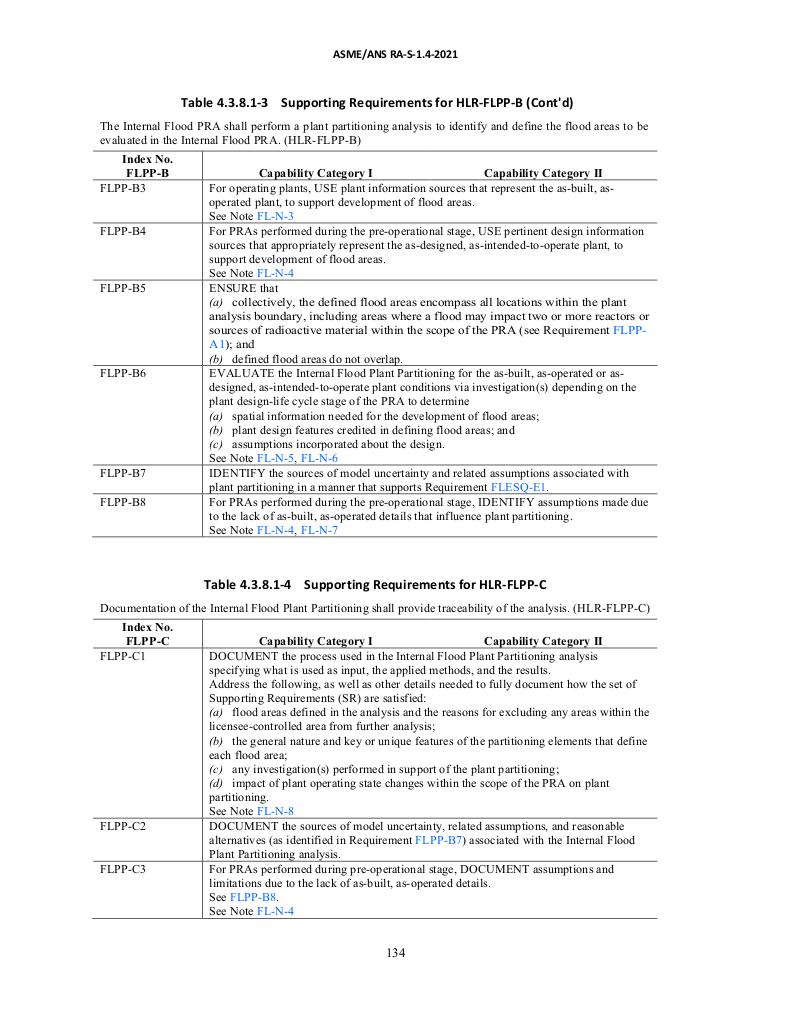 ASME/ANS RA-S-1.4-2021
Table 4.3.8.1-3 Supporting Requirements for HLR-FLPP-B (Cont'd)
The Internal Flood PRA shall perform a plant partitioning analysis to identify and define the flood areas to be
evaluated in the Internal Flood PRA. (HLR-FLPP-B)
Index No.
FLPP-B Capability Category I Capability Category II
FLPP-B3 For operating plants, USE plant information sources that represent the as-built, as-
operated plant, to support development of flood areas.
See Note FL-N-3
FLPP-B4 For PRAs performed during the pre-operational stage, USE pertinent design information
sources that appropriately represent the as-designed, as-intended-to-operate plant, to
support development of flood areas.
See Note FL-N-4
FLPP-B5 ENSURE that
(a) collectively, the defined flood areas encompass all locations within the plant
analysis boundary, including areas where a flood may impact two or more reactors or
sources of radioactive material within the scope of the PRA (see Requirement FLPP-
A1); and
(b) defined flood areas do not overlap.
FLPP-B6 EVALUATE the Internal Flood Plant Partitioning for the as-built, as-operated or as-
designed, as-intended-to-operate plant conditions via investigation(s) depending on the
plant design-life cycle stage of the PRA to determine
(a) spatial information needed for the development of flood areas;
(b) plant design features credited in defining flood areas; and
(c) assumptions incorporated about the design.
See Note FL-N-5, FL-N-6
FLPP-B7 IDENTIFY the sources of model uncertainty and related assumptions associated with
plant partitioning in a manner that supports Requirement FLESQ-E1.
FLPP-B8 For PRAs performed during the pre-operational stage, IDENTIFY assumptions made due
to the lack of as-built, as-operated details that influence plant partitioning.
See Note FL-N-4, FL-N-7
Table 4.3.8.1-4 Supporting Requirements for HLR-FLPP-C
Documentation of the Internal Flood Plant Partitioning shall provide traceability of the analysis. (HLR-FLPP-C)
Index No.
FLPP-C Capability Category I Capability Category II
FLPP-C1 DOCUMENT the process used in the Internal Flood Plant Partitioning analysis
specifying what is used as input, the applied methods, and the results.
Address the following, as well as other details needed to fully document how the set of
Supporting Requirements (SR) are satisfied:
(a) flood areas defined in the analysis and the reasons for excluding any areas within the
licensee-controlled area from further analysis;
(b) the general nature and key or unique features of the partitioning elements that define
each flood area;
(c) any investigation(s) performed in support of the plant partitioning;
(d) impact of plant operating state changes within the scope of the PRA on plant
partitioning.
See Note FL-N-8
FLPP-C2 DOCUMENT the sources of model uncertainty, related assumptions, and reasonable
alternatives (as identified in Requirement FLPP-B7) associated with the Internal Flood
Plant Partitioning analysis.
FLPP-C3 For PRAs performed during pre-operational stage, DOCUMENT assumptions and
limitations due to the lack of as-built, as-operated details.
See FLPP-B8.
See Note FL-N-4
134